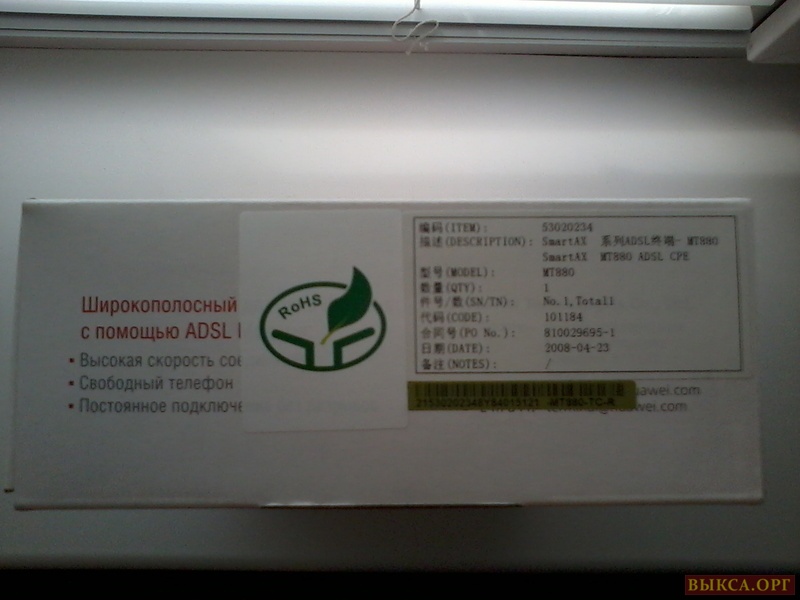 Широкополосный
с помощью ADSL
• Высокая скорость
• Свободный телефон
• Постоянное
RoHS
编码(ITEM): 53020234
描述(DESCRIPTION): SmartAX 系列ADSL终端- MT880
SmartAX MT880 ADSL CPE
型号(MODEL): MT880
数量(QTY): 1
件号/数(SN/TN): No.1,Total1
代码(CODE): 101184
合同号(PO No.): 810029695-1
日期(DATE): 2008-04-23
备注(NOTES): /
MT880-TC-R
ВЫКСА.ОРГ